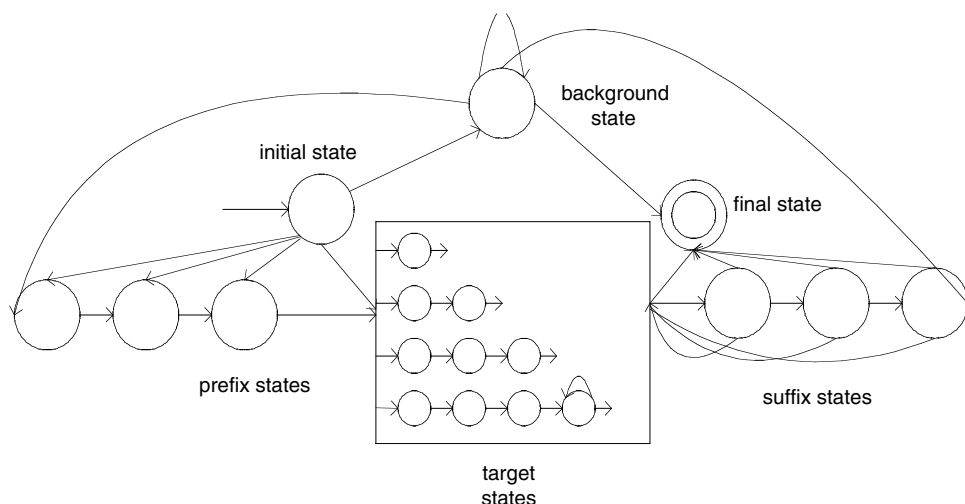 background
state
initial state
final state
prefix states
suffix states
target
states